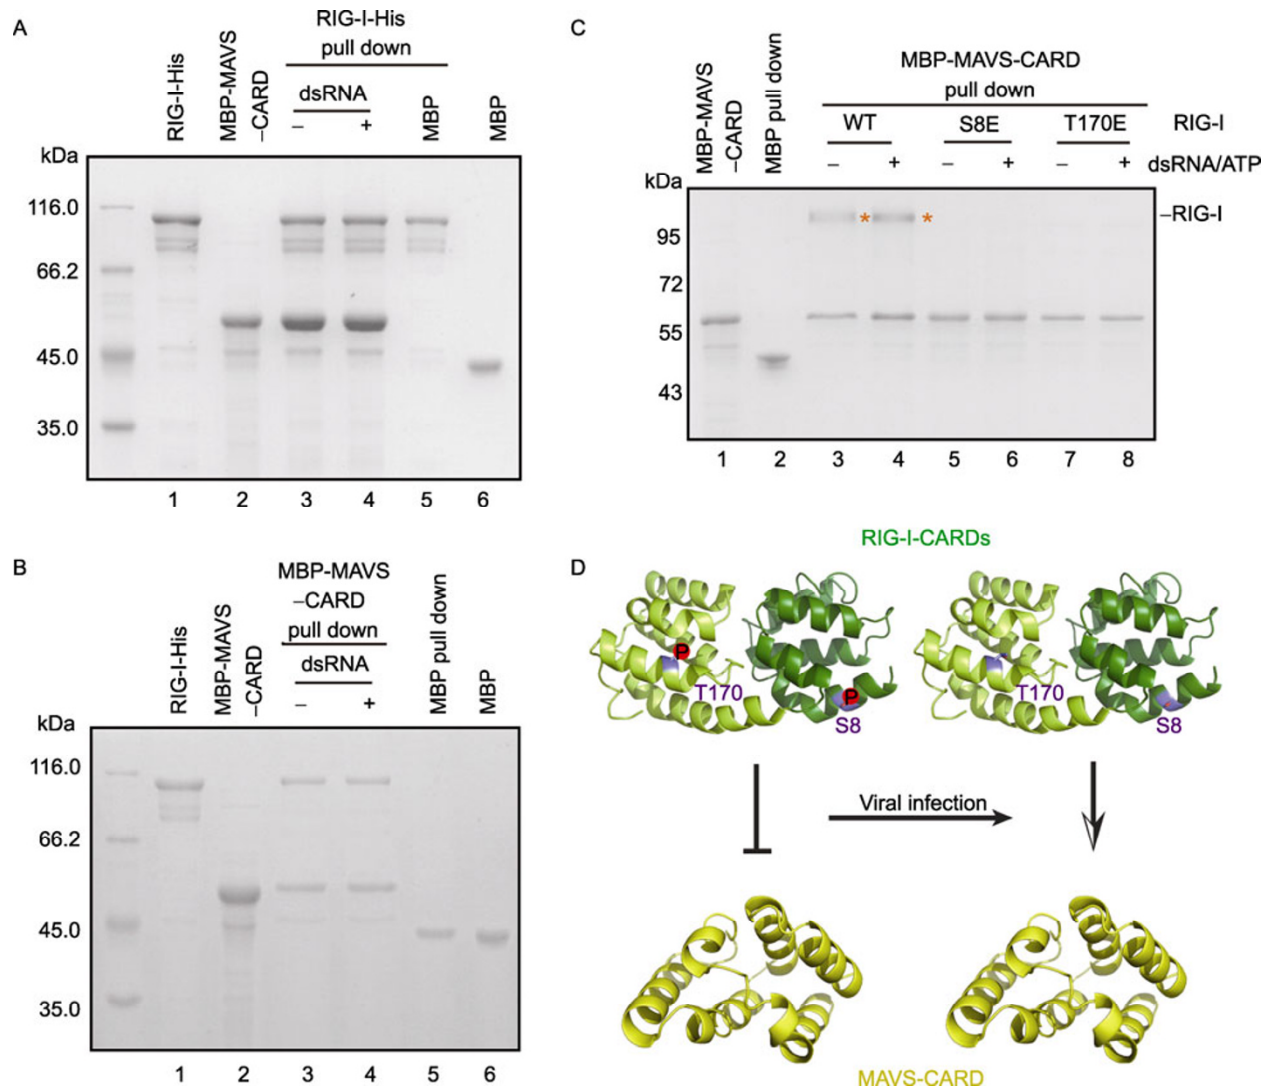 A
RIG-I-His
pull down
dsRNA
RIG-I-His
MBP-MAVS
–CARD
–
+
MBP
MBP
kDa
116.0
66.2
45.0
35.0
1 2 3 4 5 6
B
MBP-MAVS
–CARD
pull down
dsRNA
RIG-I-His
MBP-MAVS
–CARD
–
+
MBP pull down
MBP
kDa
116.0
66.2
45.0
35.0
1 2 3 4 5 6
C
MBP-MAVS-CARD
pull down
MBP-MAVS
–CARD
MBP pull down
WT S8E T170E RIG-I
– + – + – + dsRNA/ATP
kDa
95
72
55
43
* *
–RIG-I
1 2 3 4 5 6 7 8
D
RIG-I-CARDs
P
T170
P
S8
T170
S8
Viral infection
MAVS-CARD